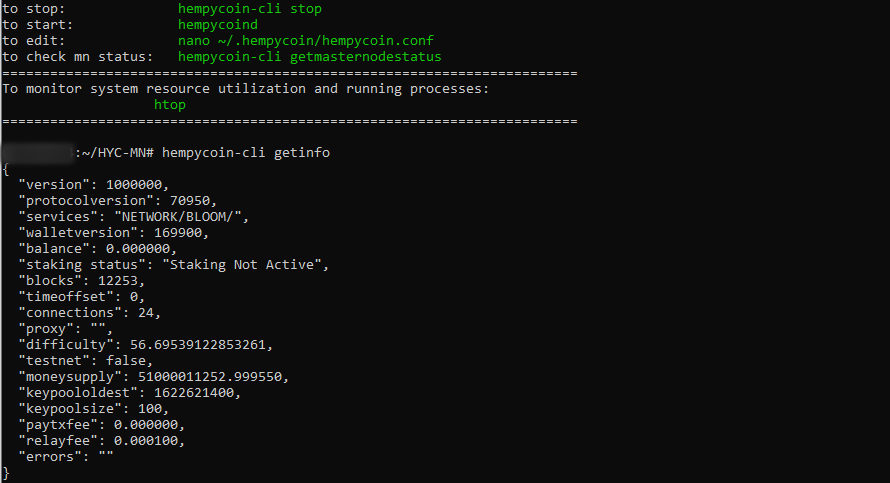 to stop: hempycoin-cli stop
to start: hempycoind
to edit: nano ~/.hempycoin/hempycoin.conf
to check mn status: hempycoin-cli getmasternodestatus
========================================================================
To monitor system resource utilization and running processes:
htop
========================================================================
:~/HYC-MN# hempycoin-cli getinfo
{
"version": 1000000,
"protocolversion": 70950,
"services": "NETWORK/BLOOM/",
"walletversion": 169900,
"balance": 0.000000,
"staking status": "Staking Not Active",
"blocks": 12253,
"timeoffset": 0,
"connections": 24,
"proxy": "",
"difficulty": 56.69539122853261,
"testnet": false,
"moneysupply": 51000011252.999550,
"keypoololdest": 1622621400,
"keypoolsize": 100,
"paytxfee": 0.000000,
"relayfee": 0.000100,
"errors": ""
}